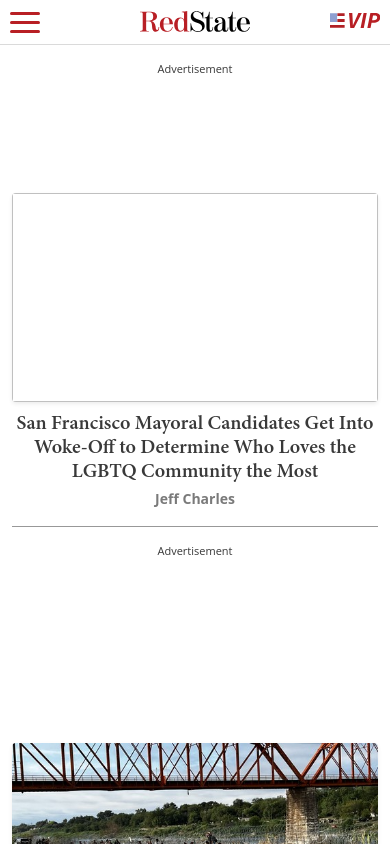 RedState
VIP
Advertisement
San Francisco Mayoral Candidates Get Into
Woke-Off to Determine Who Loves the
LGBTQ Community the Most
Jeff Charles
Advertisement